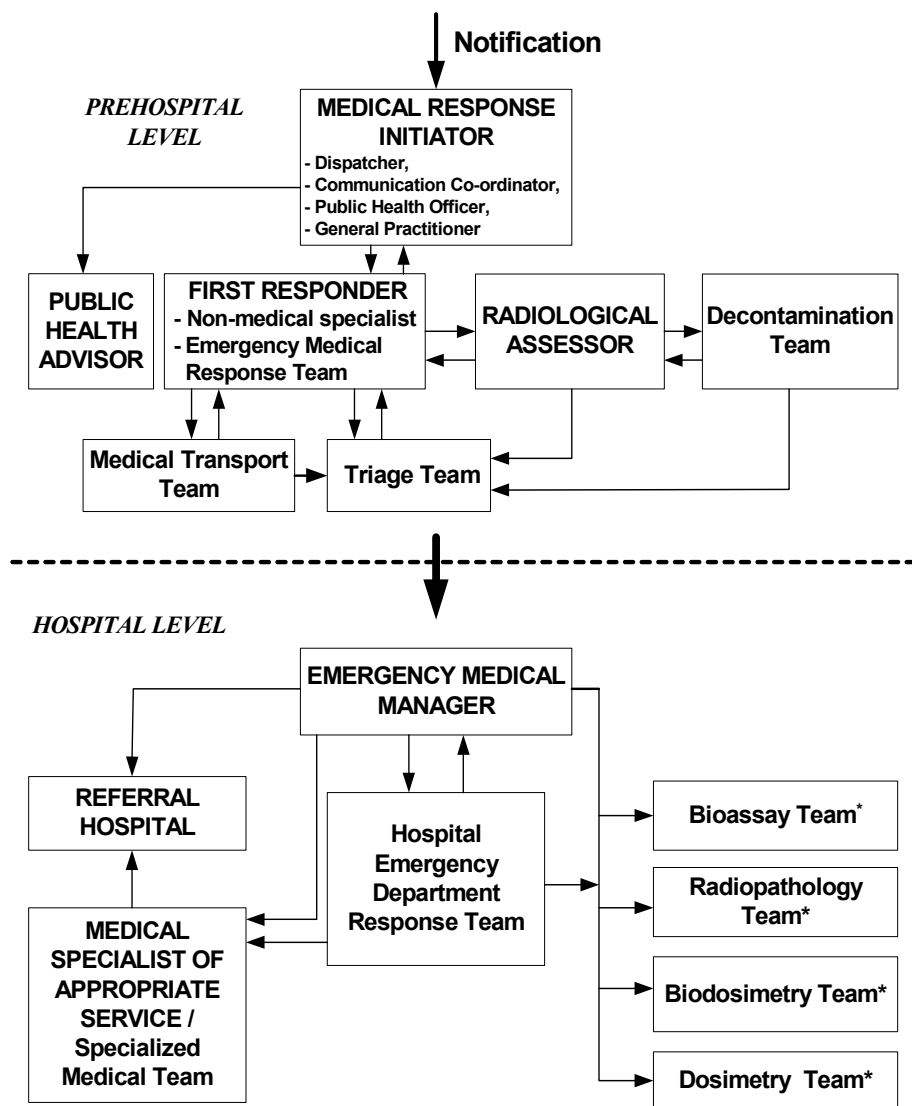 Notification
PREHOSPITAL
LEVEL
MEDICAL RESPONSE
INITIATOR
- Dispatcher,
- Communication Co-ordinator,
- Public Health Officer,
- General Practitioner
PUBLIC
HEALTH
ADVISOR
FIRST RESPONDER
- Non-medical specialist
- Emergency Medical
Response Team
RADIOLOGICAL
ASSESSOR
Decontamination
Team
Medical Transport
Team
Triage Team
HOSPITAL LEVEL
EMERGENCY MEDICAL
MANAGER
REFERRAL
HOSPITAL
Hospital
Emergency
Department
Response Team
MEDICAL
SPECIALIST OF
APPROPRIATE
SERVICE /
Specialized
Medical Team
Bioassay Team*
Radiopathology
Team*
Biodosimetry Team*
Dosimetry Team*